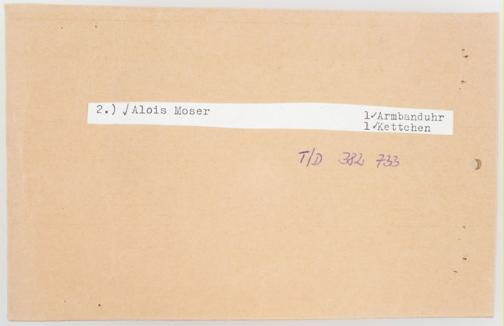 2.) ✓Alois Moser 1✓Armbanduhr
1✓Kettchen
T/D 382 733